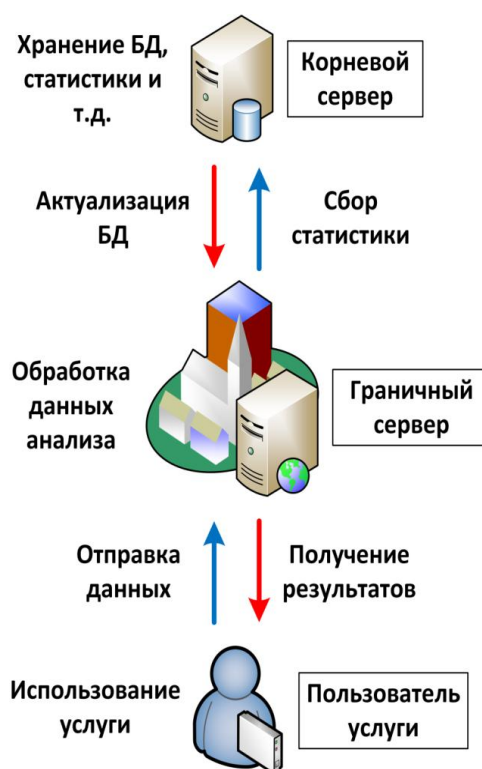 Хранение БД,
статистики и
т.д.
Корневой
сервер
Актуализация
БД
Сбор
статистики
Обработка
данных
анализа
Граничный
сервер
Отправка
данных
Получение
результатов
Использование
услуги
Пользователь
услуги